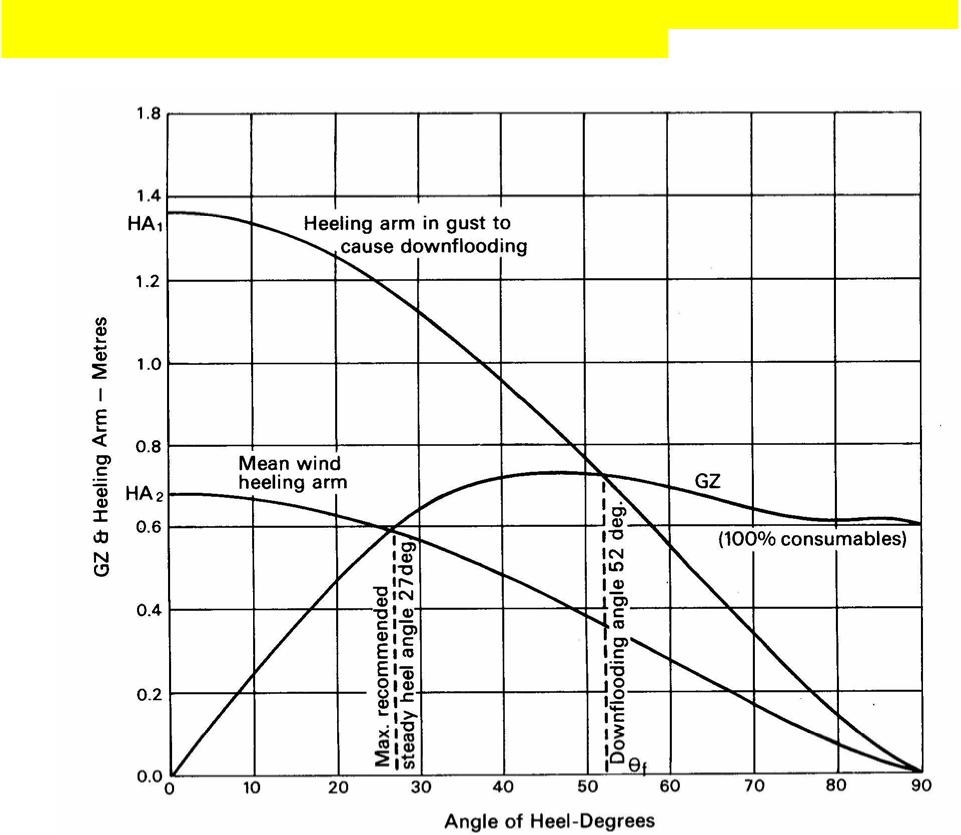 1.8
1.4
HA1
Heeling arm in gust to
cause downflooding
1.2
1.0
0.8
Mean wind
heeling arm
HA2
GZ
0.6
(100% consumables)
0.4
0.2
0.0
GZ & Heeling Arm – Metres
Max. recommended
steady heel angle 27deg
Downflooding angle 52 deg.
θf
0 10 20 30 40 50 60 70 80 90
Angle of Heel-Degrees